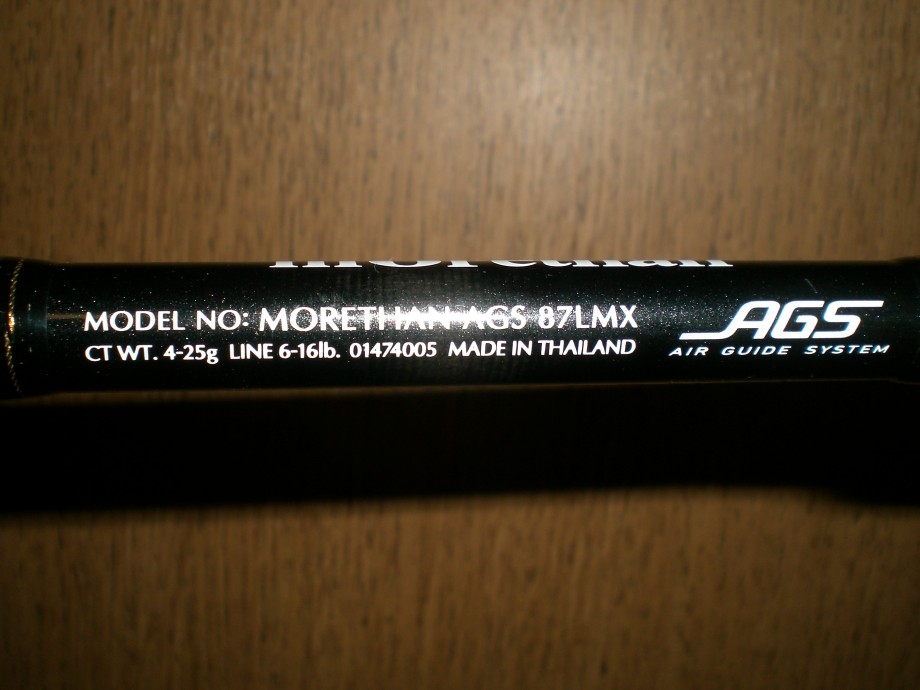 morethan
MODEL NO: MORETHAN AGS 87LMX
CT WT. 4-25g LINE 6-16lb. 01474005 MADE IN THAILAND
AGS
AIR GUIDE SYSTEM